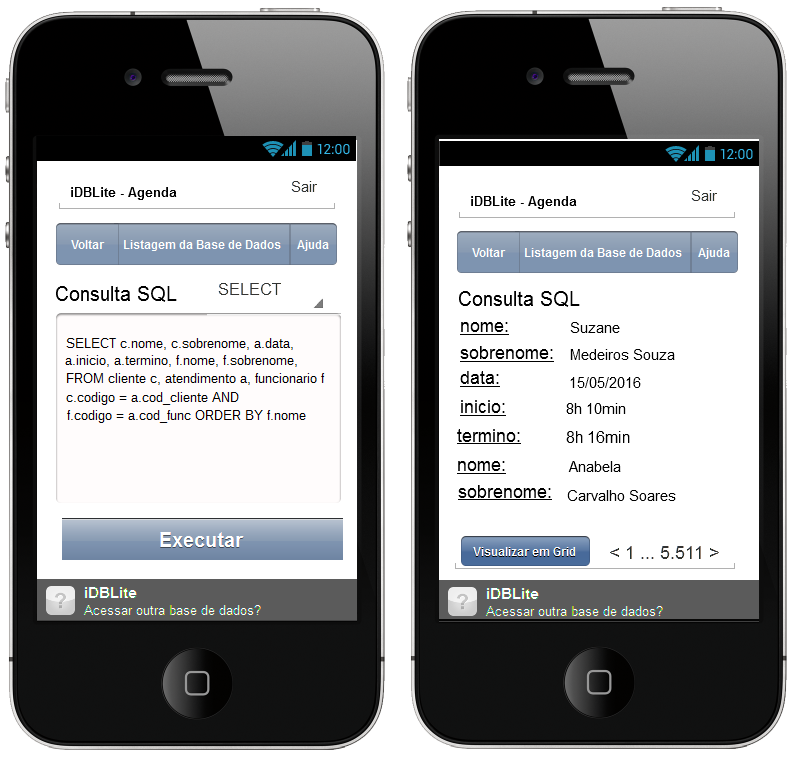 12:00
iDBLite - Agenda
Sair
Voltar
Listagem da Base de Dados
Ajuda
Consulta SQL
SELECT
SELECT c.nome, c.sobrenome, a.data,
a.inicio, a.termino, f.nome, f.sobrenome,
FROM cliente c, atendimento a, funcionario f
c.codigo = a.cod_cliente AND
f.codigo = a.cod_func ORDER BY f.nome
Executar
?
iDBLite
Acessar outra base de dados?
12:00
iDBLite - Agenda
Sair
Voltar
Listagem da Base de Dados
Ajuda
Consulta SQL
nome: Suzane
sobrenome: Medeiros Souza
data: 15/05/2016
inicio: 8h 10min
termino: 8h 16min
nome: Anabela
sobrenome: Carvalho Soares
Visualizar em Grid
< 1 ... 5.511 >
?
iDBLite
Acessar outra base de dados?